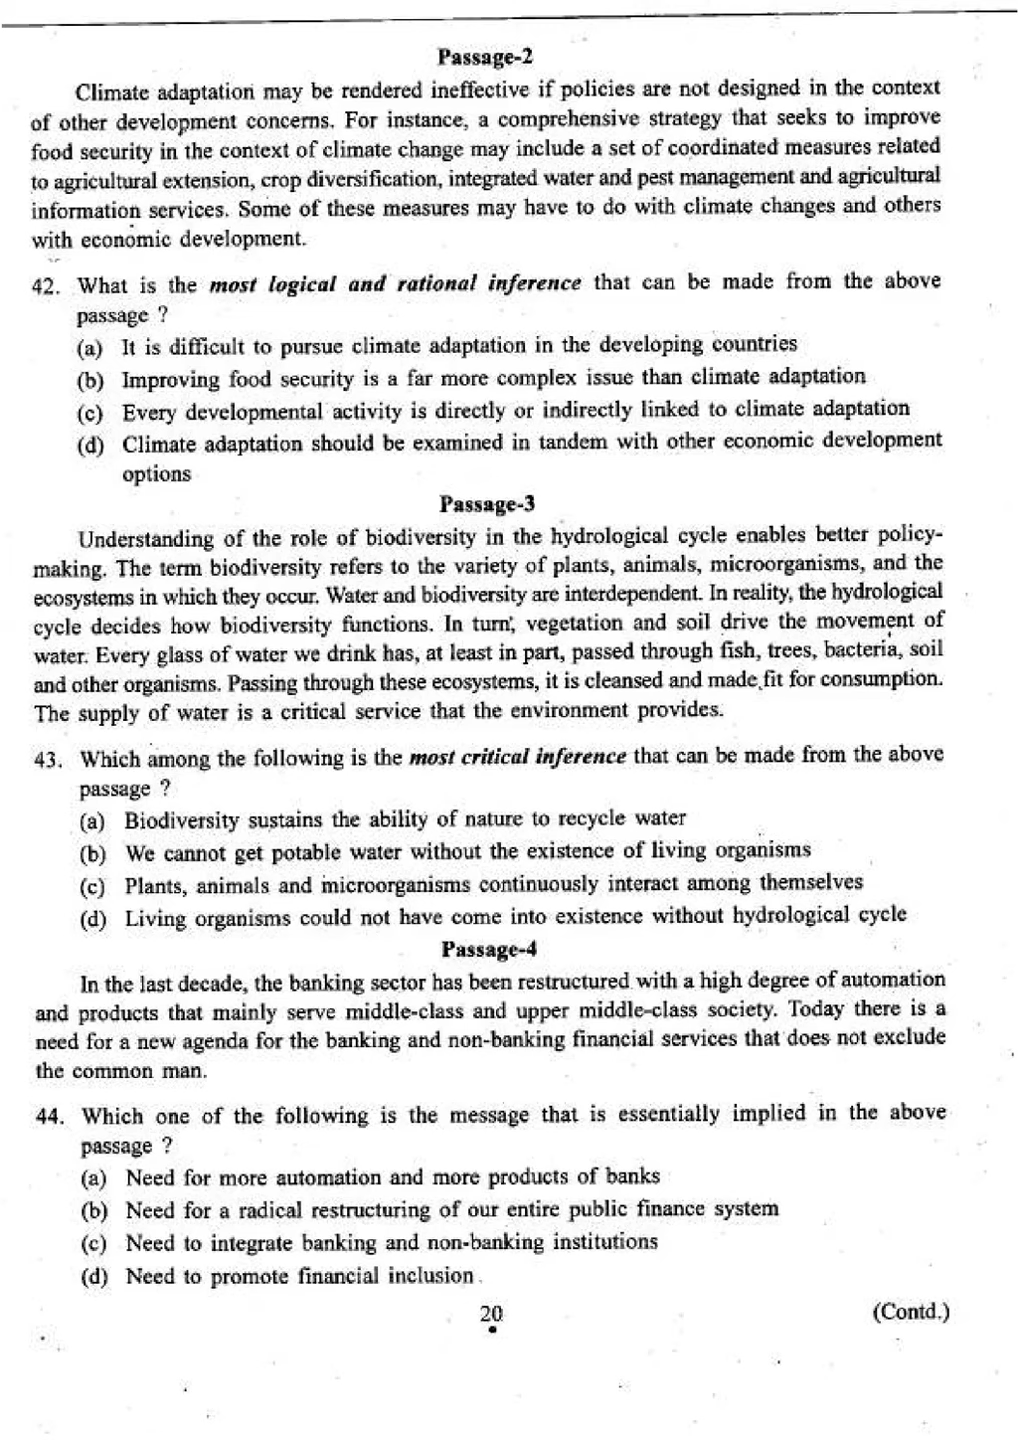 Passage-2
Climate adaptation may be rendered ineffective if policies are not designed in the context
of other development concerns. For instance, a comprehensive strategy that seeks to improve
food security in the context of climate change may include a set of coordinated measures related
to agricultural extension, crop diversification, integrated water and pest management and agricultural
information services. Some of these measures may have to do with climate changes and others
with economic development.
42. What is the most logical and rational inference that can be made from the above
passage ?
(a) It is difficult to pursue climate adaptation in the developing countries
(b) Improving food security is a far more complex issue than climate adaptation
(c) Every developmental activity is directly or indirectly linked to climate adaptation
(d) Climate adaptation should be examined in tandem with other economic development
options
Passage-3
Understanding of the role of biodiversity in the hydrological cycle enables better policy-
making. The term biodiversity refers to the variety of plants, animals, microorganisms, and the
ecosystems in which they occur. Water and biodiversity are interdependent. In reality, the hydrological
cycle decides how biodiversity functions. In turn, vegetation and soil drive the movement of
water. Every glass of water we drink has, at least in part, passed through fish, trees, bacteria, soil
and other organisms. Passing through these ecosystems, it is cleansed and made fit for consumption.
The supply of water is a critical service that the environment provides.
43. Which among the following is the most critical inference that can be made from the above
passage ?
(a) Biodiversity sustains the ability of nature to recycle water
(b) We cannot get potable water without the existence of living organisms
(c) Plants, animals and microorganisms continuously interact among themselves
(d) Living organisms could not have come into existence without hydrological cycle
Passage-4
In the last decade, the banking sector has been restructured with a high degree of automation
and products that mainly serve middle-class and upper middle-class society. Today there is a
need for a new agenda for the banking and non-banking financial services that does not exclude
the common man.
44. Which one of the following is the message that is essentially implied in the above
passage ?
(a) Need for more automation and more products of banks
(b) Need for a radical restructuring of our entire public finance system
(c) Need to integrate banking and non-banking institutions
(d) Need to promote financial inclusion
20
(Contd.)